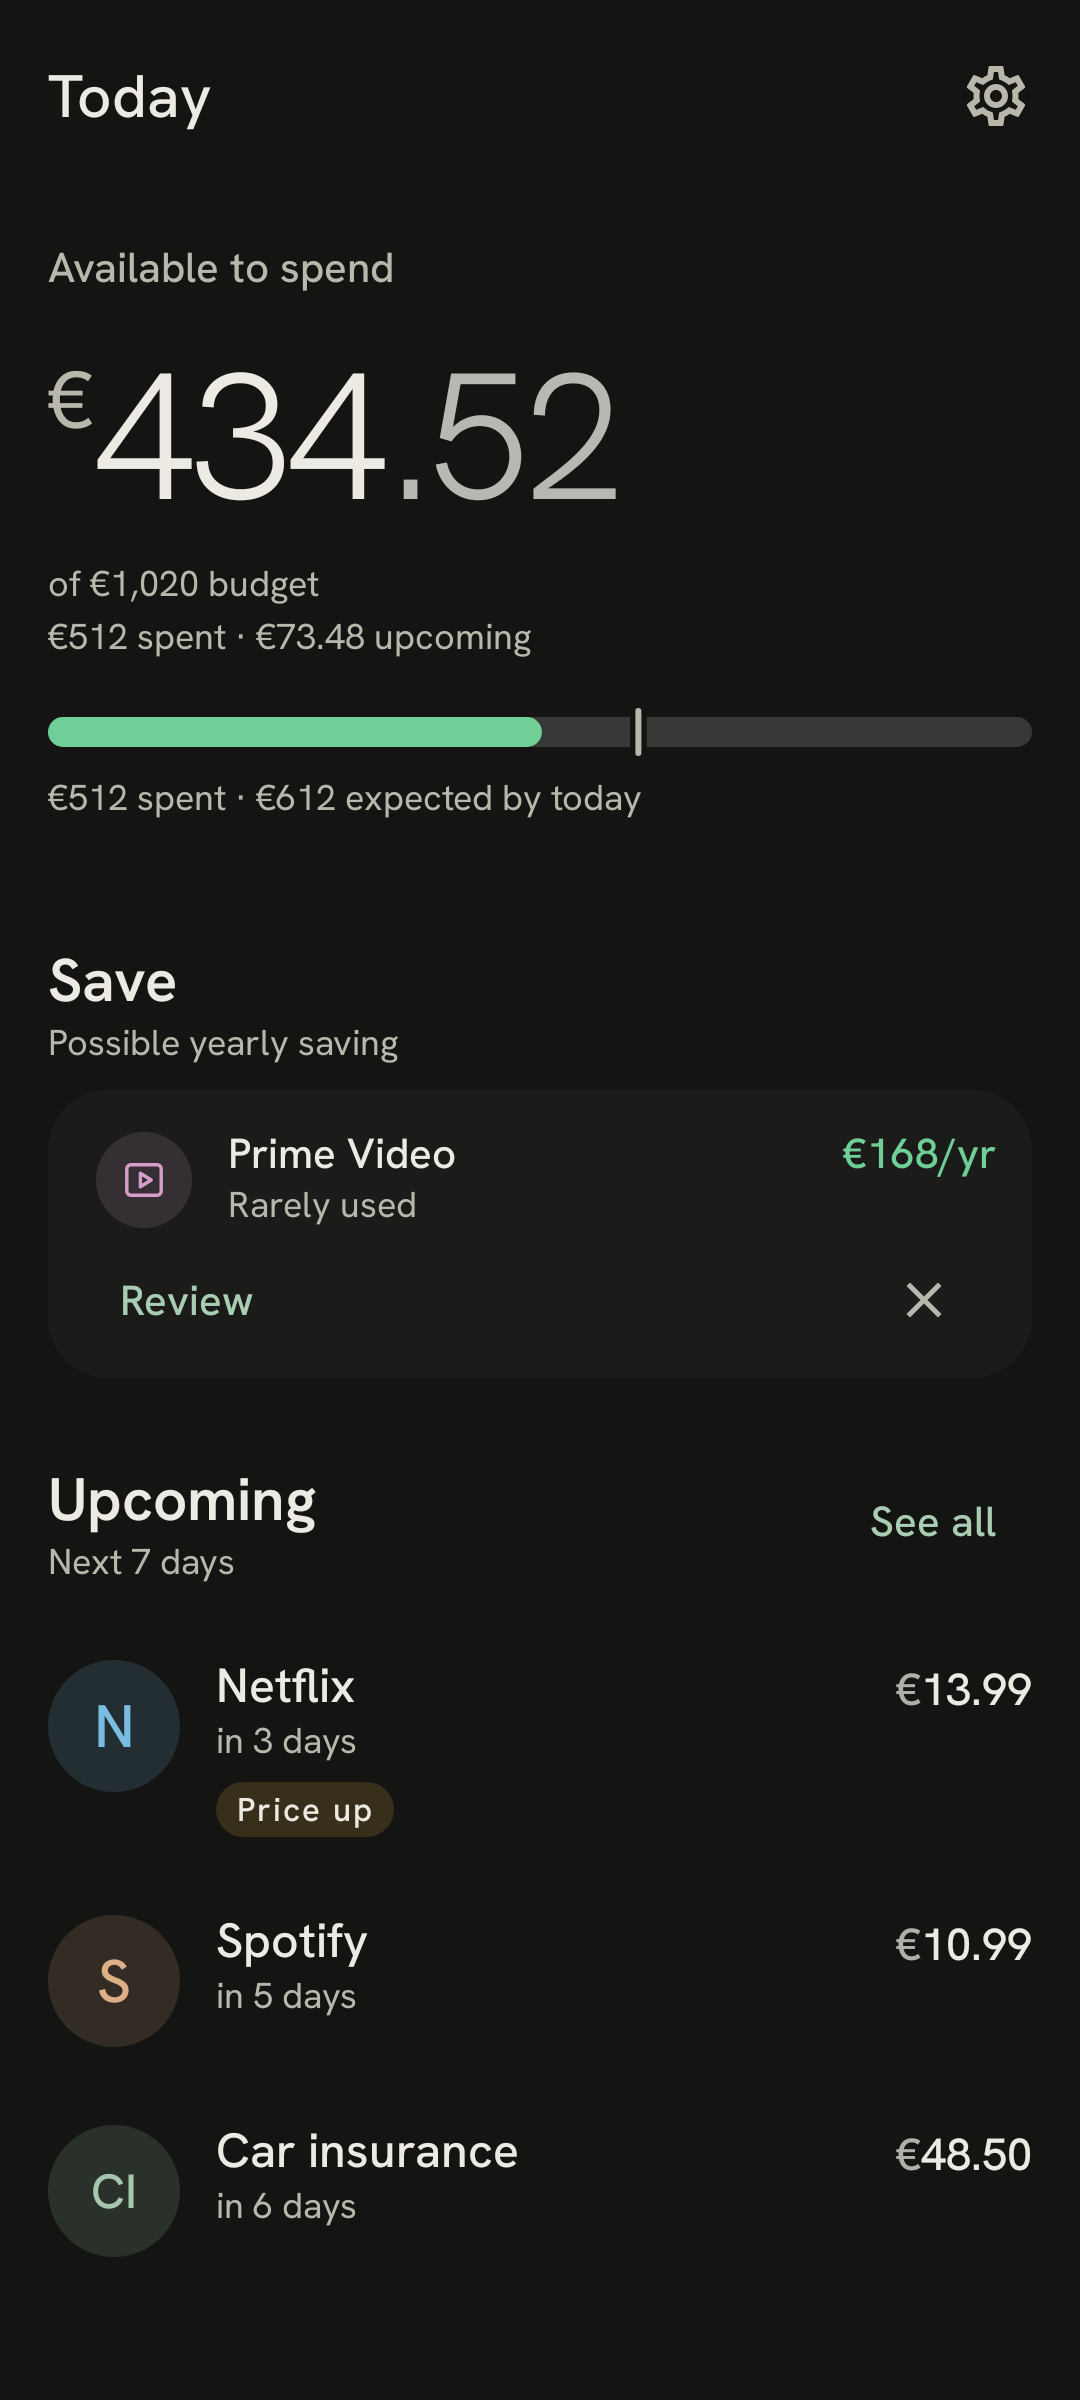 Today
Available to spend
€434.52
of €1,020 budget
€512 spent · €73.48 upcoming
€512 spent · €612 expected by today
Save
Possible yearly saving
Prime Video
€168/yr
Rarely used
Review
Upcoming
See all
Next 7 days
N
Netflix
€13.99
in 3 days
Price up
S
Spotify
€10.99
in 5 days
CI
Car insurance
€48.50
in 6 days